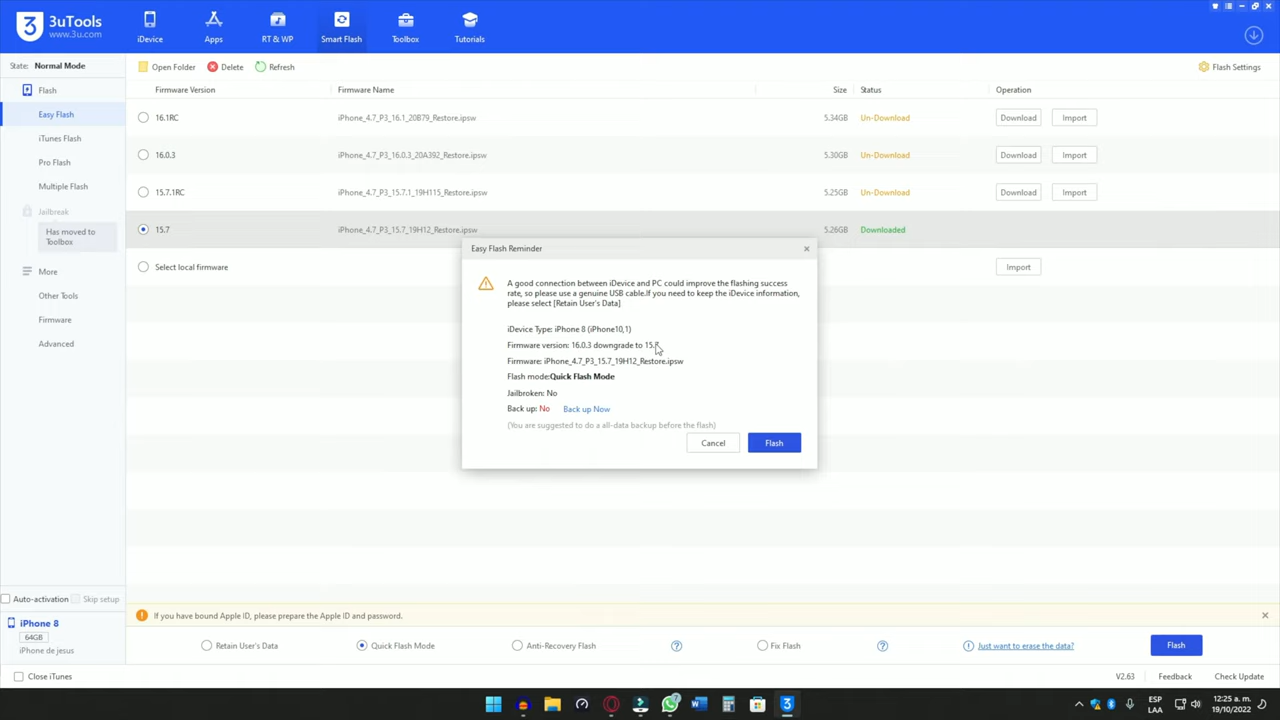 3 3uTools
www.3u.com
iDevice
Apps
RT & WP
Smart Flash
Toolbox
Tutorials
State: Normal Mode
Open Folder Delete Refresh
Flash Settings
Flash
Easy Flash
iTunes Flash
Pro Flash
Multiple Flash
Jailbreak
Has moved to
Toolbox
More
Other Tools
Firmware
Advanced
Firmware Version Firmware Name Size Status Operation
16.1RC iPhone_4.7_P3_16.1_20B79_Restore.ipsw 5.34GB Un-Download Download Import
16.0.3 iPhone_4.7_P3_16.0.3_20A392_Restore.ipsw 5.30GB Un-Download Download Import
15.7.1RC iPhone_4.7_P3_15.7.1_19H115_Restore.ipsw 5.25GB Un-Download Download Import
15.7 iPhone_4.7_P3_15.7_19H12_Restore.ipsw 5.26GB Downloaded
Select local firmware Import
Easy Flash Reminder
A good connection between iDevice and PC could improve the flashing success
rate, so please use a genuine USB cable.If you need to keep the iDevice information,
please select [Retain User's Data]
iDevice Type: iPhone 8 (iPhone10,1)
Firmware version: 16.0.3 downgrade to 15.7
Firmware: iPhone_4.7_P3_15.7_19H12_Restore.ipsw
Flash mode:Quick Flash Mode
Jailbroken: No
Back up: No Back up Now
(You are suggested to do a all-data backup before the flash)
Cancel Flash
Auto-activation Skip setup
iPhone 8
64GB
iPhone de jesus
If you have bound Apple ID, please prepare the Apple ID and password.
Retain User's Data Quick Flash Mode Anti-Recovery Flash ? Fix Flash ? Just want to erase the data? Flash
Close iTunes
V2.63 Feedback Check Update
7
W
3
ESP
LAA
12:25 a. m.
19/10/2022